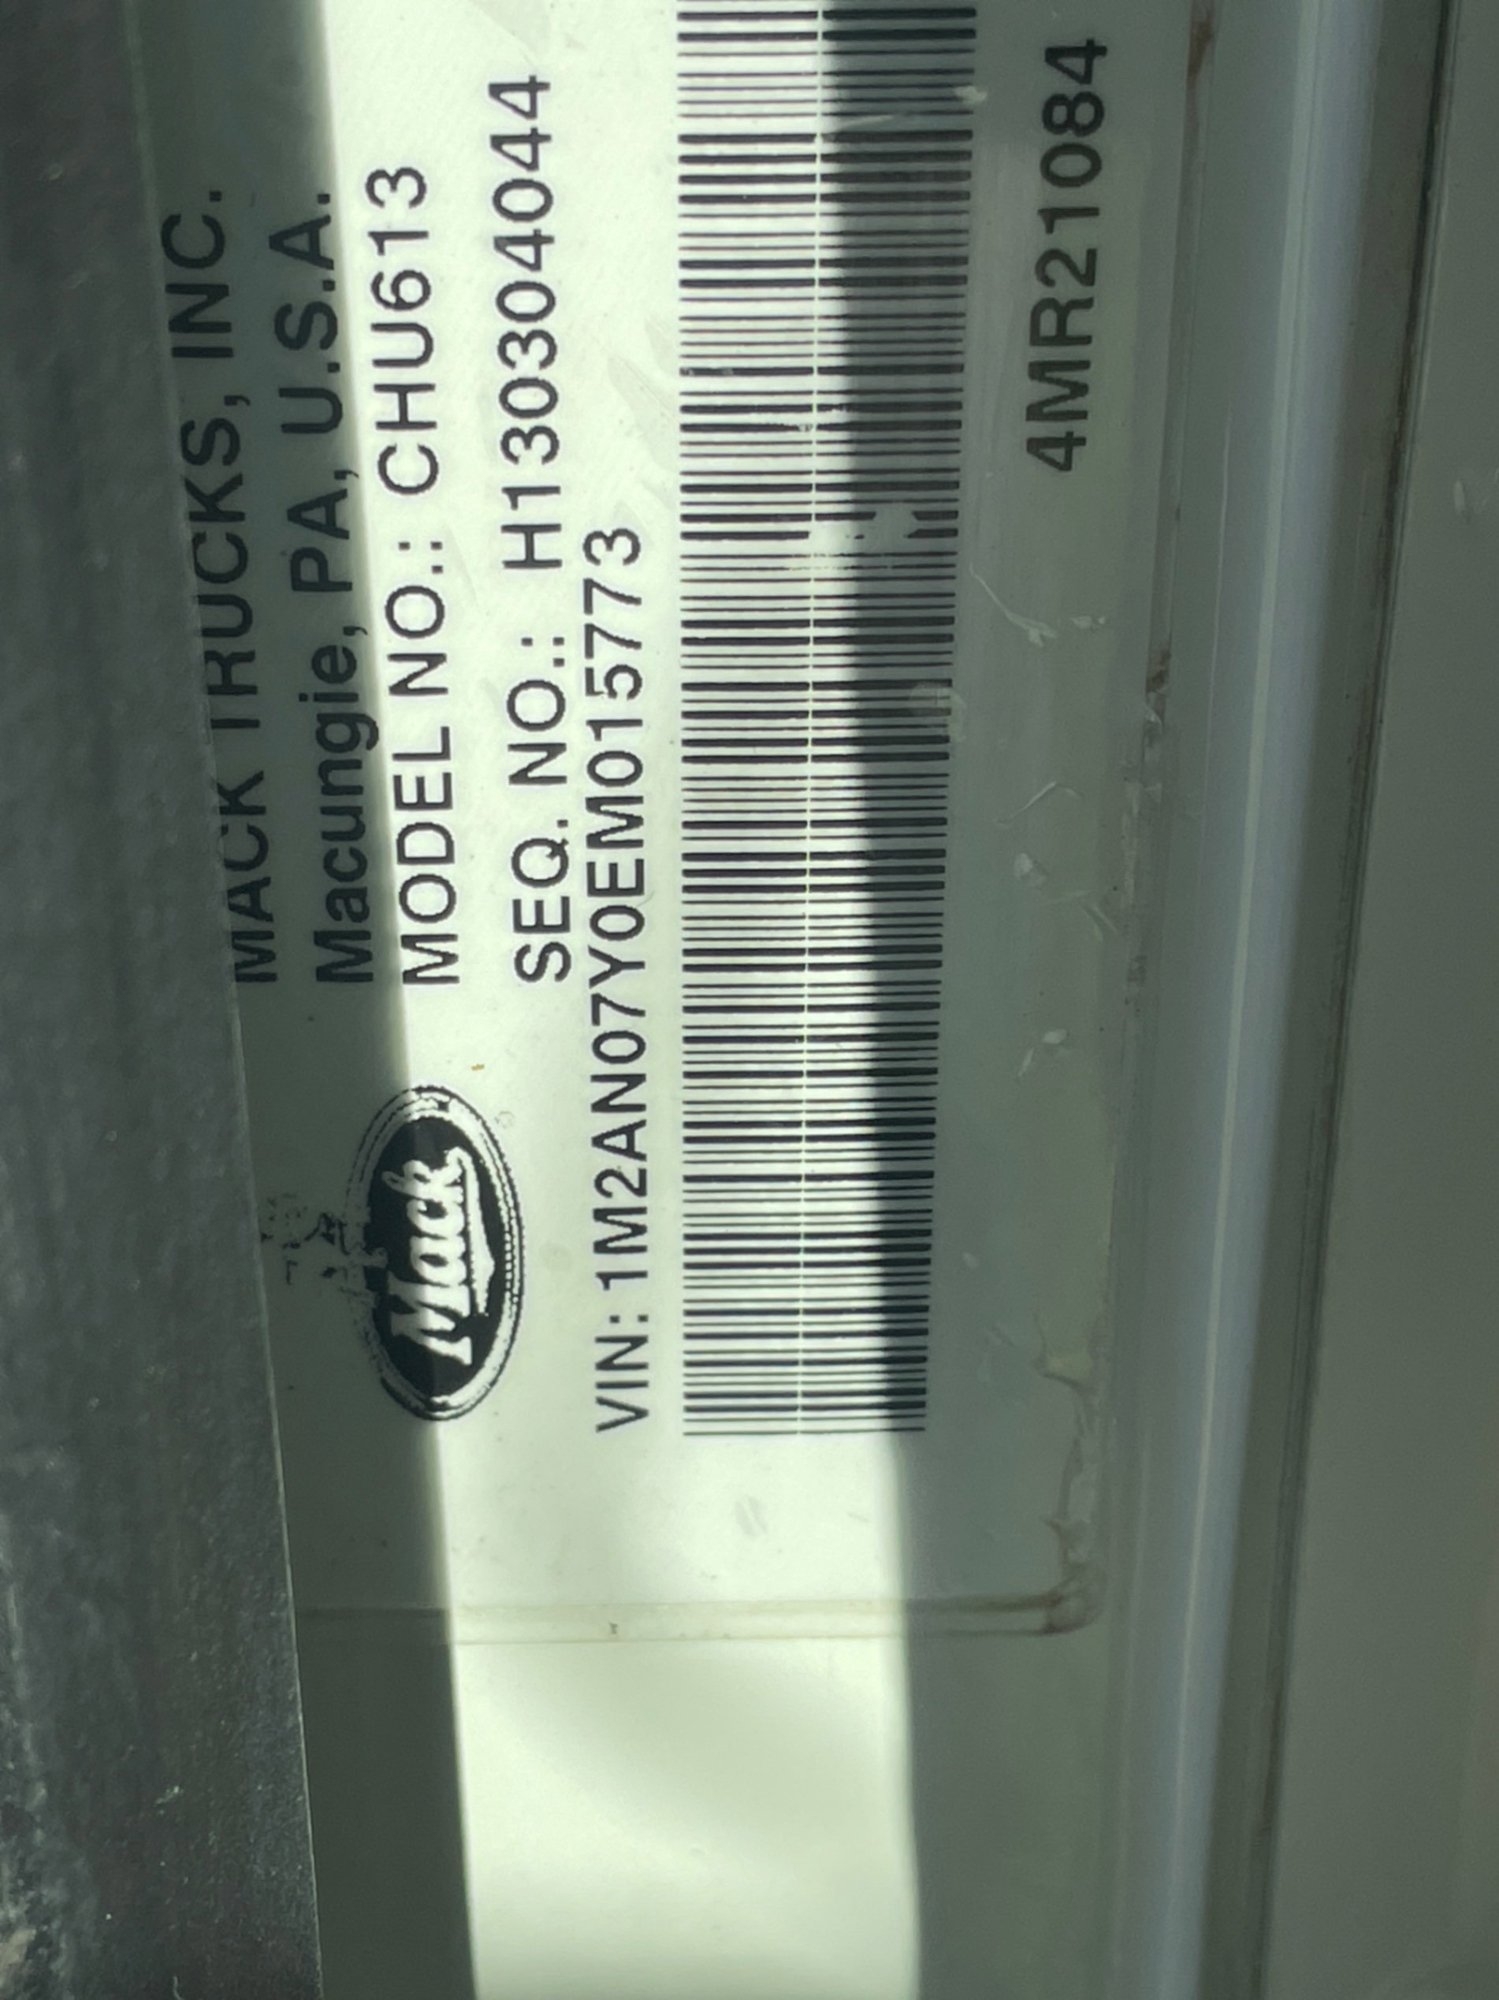 MACK TRUCKS, INC.
Macungie, PA, U.S.A.
MODEL NO.: CHU613
SEQ. NO.: H130304044
Mack
VIN: 1M2AN07Y0EM015773
4MR21084